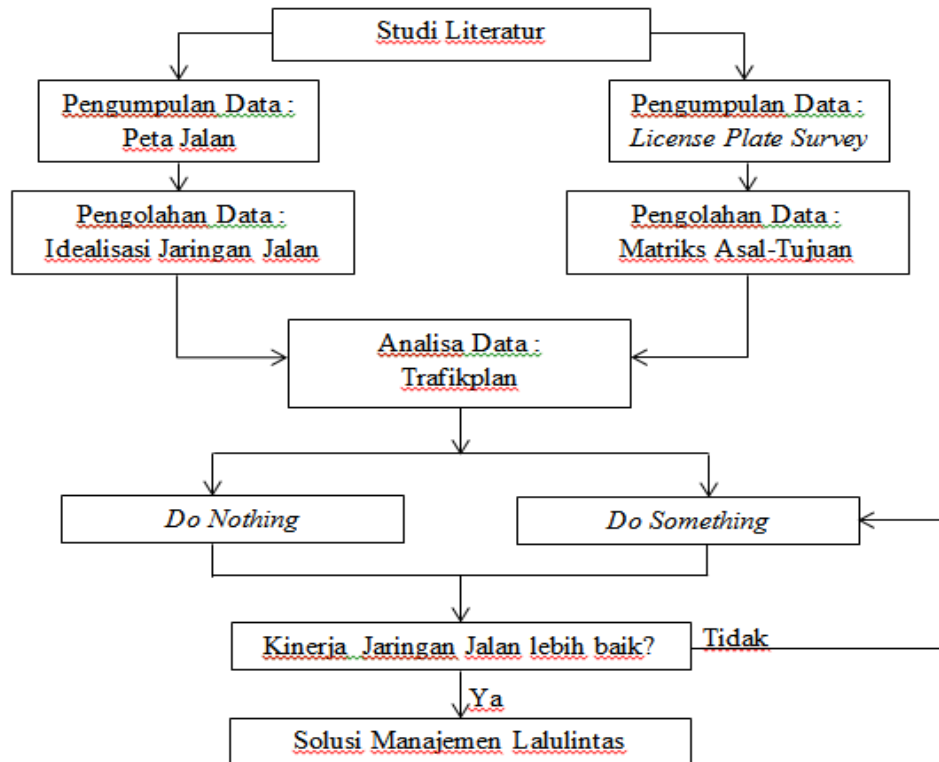 Studi Literatur
Pengumpulan Data :
Peta Jalan
Pengumpulan Data :
License Plate Survey
Pengolahan Data :
Idealisasi Jaringan Jalan
Pengolahan Data :
Matriks Asal-Tujuan
Analisa Data :
Trafikplan
Do Nothing
Do Something
Kinerja Jaringan Jalan lebih baik?
Tidak
Ya
Solusi Manajemen Lalulintas